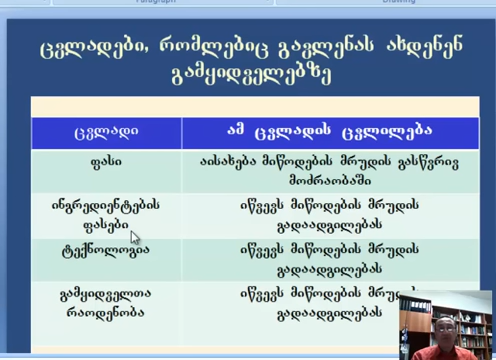 ცვლადები, რომლებიც გავლენას ახდენენ
გამყიდველებზე
ცვლადი
ამ ცვლადის ცვლილება
ფასი
აისახება მიწოდების მრუდის გასწვრივ
მოძრაობაში
ინგრედიენტების
ფასები
იწვევს მიწოდების მრუდის
გადაადგილებას
ტექნოლოგია
იწვევს მიწოდების მრუდის
გადაადგილებას
გამყიდველთა
რაოდენობა
იწვევს მიწოდების მრუდის
გადაადგილებას